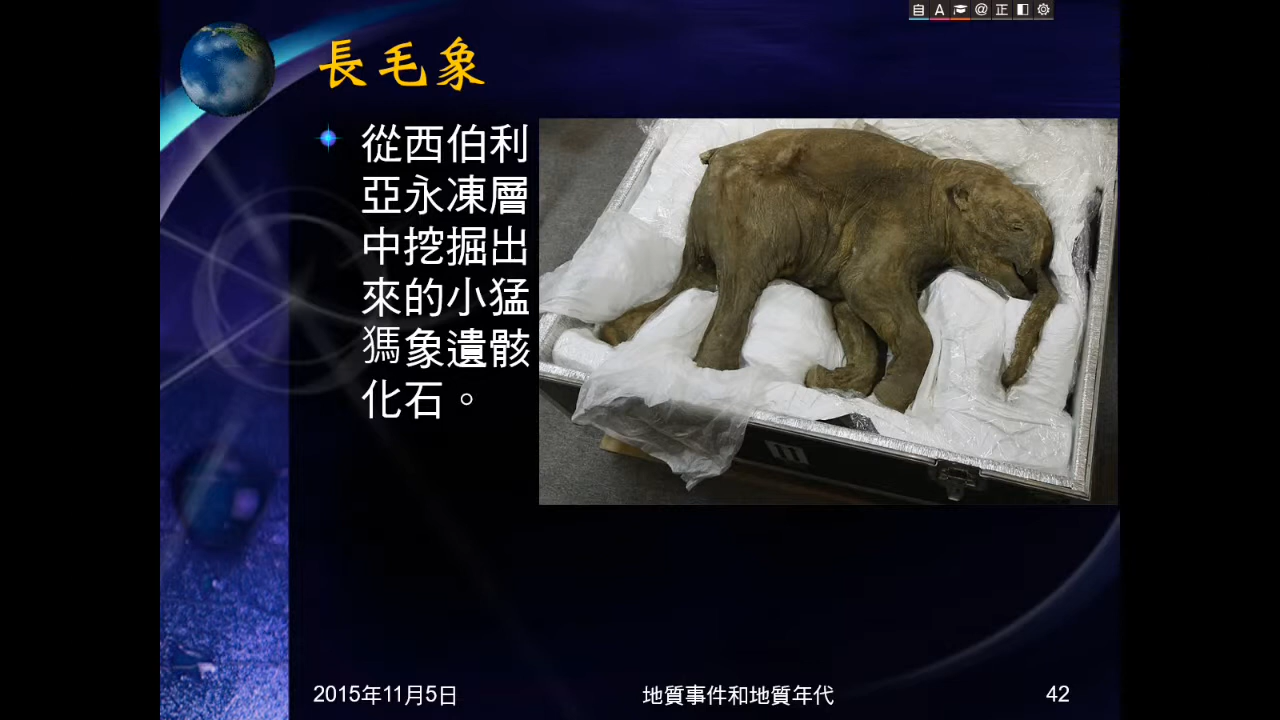 自 A @ 正
長毛象
從西伯利
亞永凍層
中挖掘出
來的小猛
獁象遺骸
化石。
2015年11月5日
地質事件和地質年代
42